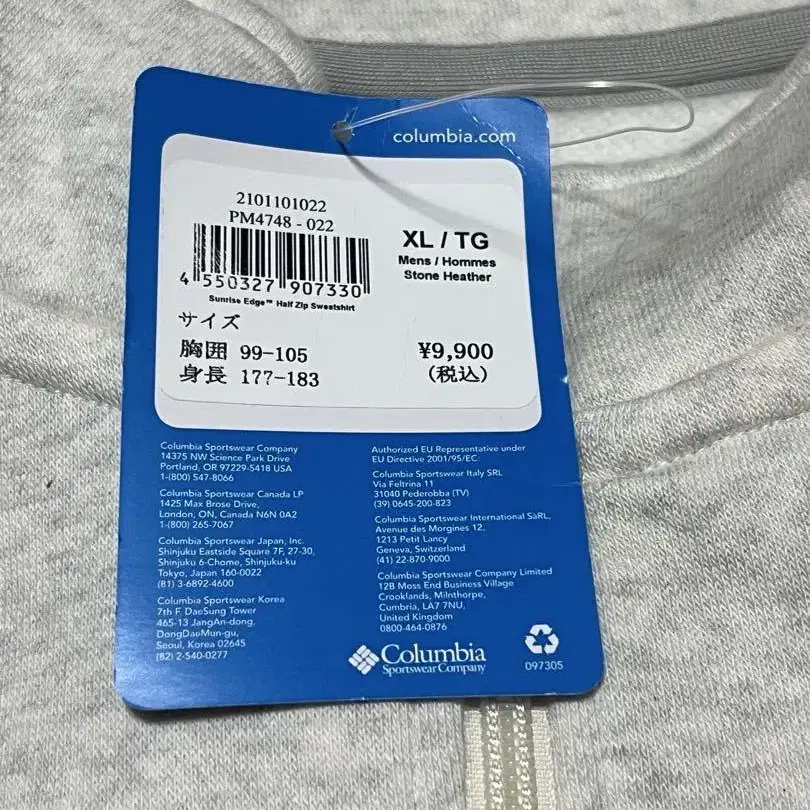 columbia.com
2101101022
PM4748 - 022
4 550327 907330
Sunrise Edge™ Half Zip Sweatshirt
XL / TG
Mens / Hommes
Stone Heather
サイズ
胸囲 99-105
身長 177-183
¥9,900
(税込)
Columbia Sportswear Company
14375 NW Science Park Drive
Portland, OR 97229-5418 USA
1-(800) 547-8066
Columbia Sportswear Canada LP
1425 Max Brose Drive,
London, ON, Canada N6N 0A2
1-(800) 265-7067
Columbia Sportswear Japan, Inc.
Shinjuku Eastside Square 7F, 27-30,
Shinjuku 6-Chome, Shinjuku-ku
Tokyo, Japan 160-0022
(81) 3-6892-4600
Columbia Sportswear Korea
7th F. DaeSung Tower
465-13 JangAn-dong,
DongDaeMun-gu,
Seoul, Korea 02645
(82) 2-540-0277
Authorized EU Representative under
EU Directive 2001/95/EC:
Columbia Sportswear Italy SRL
Via Feltrina 11
31040 Pederobba (TV)
(39) 0645-200-823
Columbia Sportswear International SàRL,
Avenue des Morgines 12,
1213 Petit Lancy
Geneva, Switzerland
(41) 22-870-9000
Columbia Sportswear Company Limited
12B Moss End Business Village
Crooklands, Milnthorpe,
Cumbria, LA7 7NU,
United Kingdom
0800-464-0876
Columbia
Sportswear Company
097305